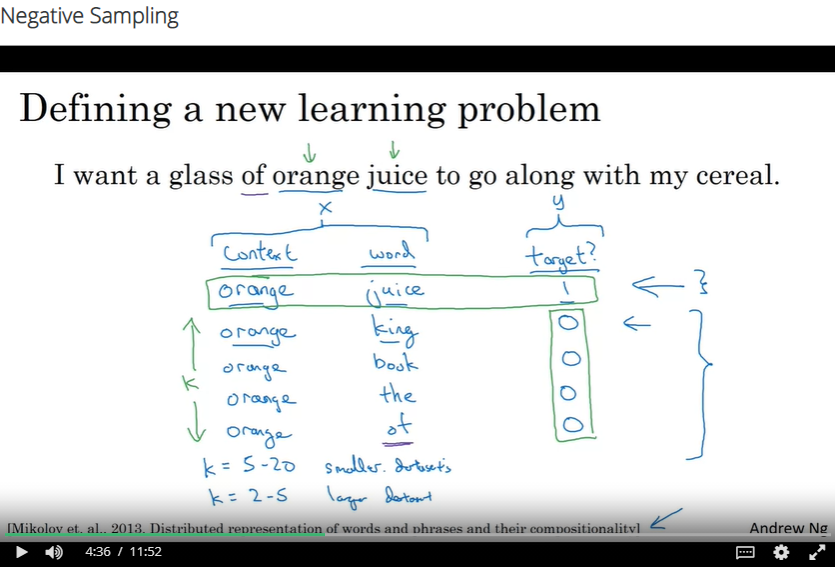 Negative Sampling
Defining a new learning problem
I want a glass of orange juice to go along with my cereal.
x y
context word target?
orange juice 1
orange king 0
orange book 0
orange the 0
orange of 0
k
k = 5-20 smaller datasets
k = 2-5 larger dataset
[Mikolov et. al., 2013. Distributed representation of words and phrases and their compositionality]
Andrew Ng
4:36 / 11:52